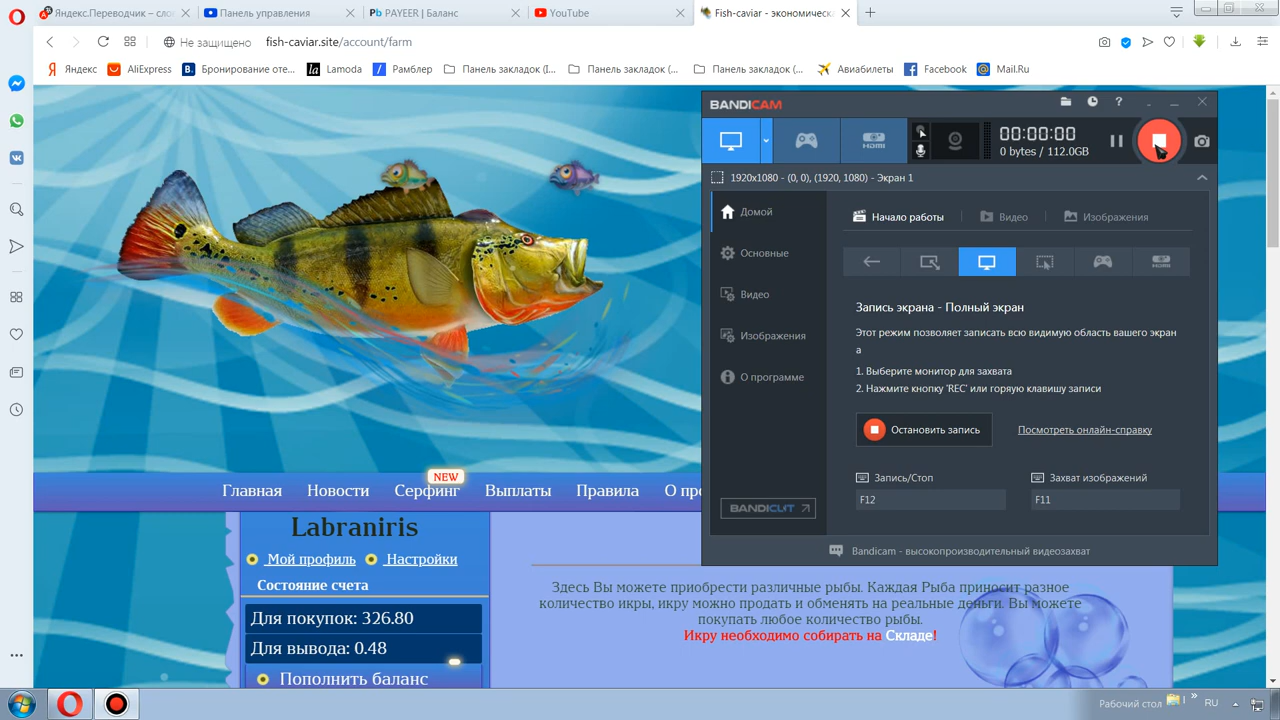 Яндекс.Переводчик – слов
Панель управления
PAYEER | Баланс
YouTube
Fish-caviar - экономическа
Не защищено
fish-caviar.site/account/farm
Яндекс
AliExpress
Бронирование оте...
Lamoda
Рамблер
Панель закладок (I...
Панель закладок (...
Панель закладок (...
Авиабилеты
Facebook
Mail.Ru
BANDICAM
HDMI
00:00:00
0 bytes / 112.0GB
1920x1080 - (0, 0), (1920, 1080) - Экран 1
Домой
Основные
Видео
Изображения
О программе
BANDICUT
Начало работы
Видео
Изображения
HDMI
Запись экрана - Полный экран
Этот режим позволяет записать всю видимую область вашего экран
а
1. Выберите монитор для захвата
2. Нажмите кнопку 'REC' или горяую клавишу записи
Остановить запись
Посмотреть онлайн-справку
Запись/Стоп
Захват изображений
F12
F11
Bandicam - высокопроизводительный видеозахват
NEW
Главная
Новости
Серфинг
Выплаты
Правила
О про
Labraniris
Мой профиль
Настройки
Состояние счета
Для покупок: 326.80
Для вывода: 0.48
Пополнить баланс
Здесь Вы можете приобрести различные рыбы. Каждая Рыба приносит разное
количество икры, икру можно продать и обменять на реальные деньги. Вы можете
покупать любое количество рыбы.
Икру необходимо собирать на Складе!
Рабочий стол
RU